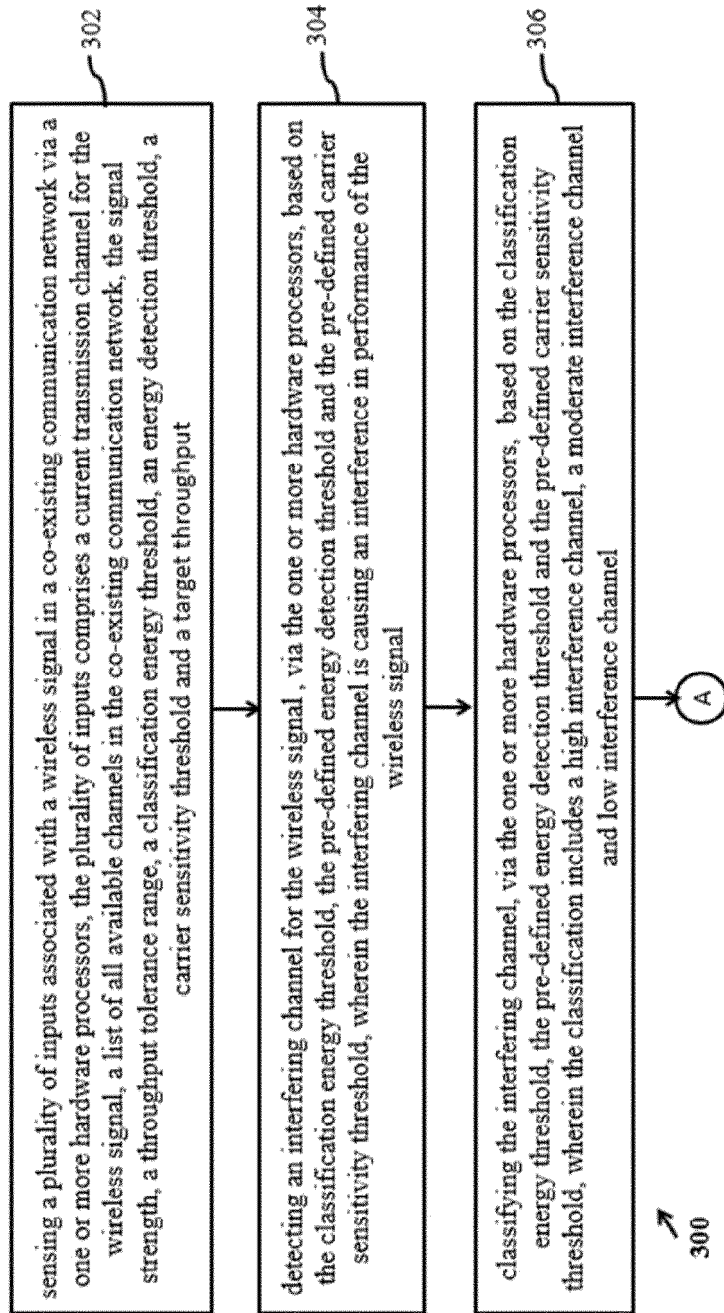 sensing a plurality of inputs associated with a wireless signal in a co-existing communication network via a
one or more hardware processors, the plurality of inputs comprises a current transmission channel for the
wireless signal, a list of all available channels in the co-existing communication network, the signal
strength, a throughput tolerance range, a classification energy threshold, an energy detection threshold, a
carrier sensitivity threshold and a target throughput
302
detecting an interfering channel for the wireless signal , via the one or more hardware processors, based on
the classification energy threshold, the pre-defined energy detection threshold and the pre-defined carrier
sensitivity threshold, wherein the interfering channel is causing an interference in performance of the
wireless signal
304
classifying the interfering channel, via the one or more hardware processors, based on the classification
energy threshold, the pre-defined energy detection threshold and the pre-defined carrier sensitivity
threshold, wherein the classification includes a high interference channel, a moderate interference channel
and low interference channel
306
A
300